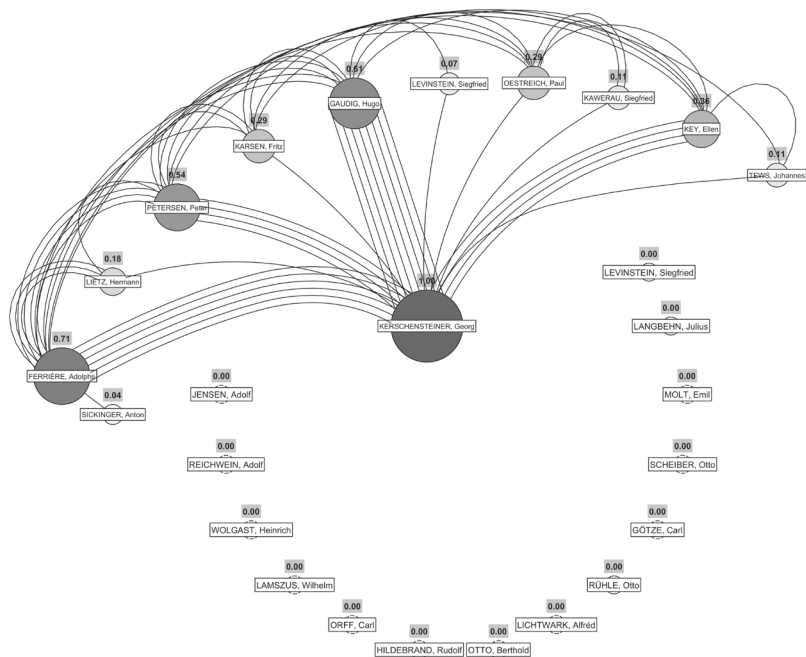 0.07
LEVINSTEIN, Siegfried
0.29
OESTREICH, Paul
0.61
GAUDIG, Hugo
0.11
KAWERAU, Siegfried
0.36
KEY, Ellen
0.29
KARSEN, Fritz
0.11
TEWS, Johannes
0.54
PETERSEN, Peter
0.18
LIETZ, Hermann
0.00
LEVINSTEIN, Siegfried
1.00
KERSCHENSTEINER, Georg
0.00
LANGBEHN, Julius
0.71
FERRIÈRE, Adolphe
0.00
JENSEN, Adolf
0.00
MOLT, Emil
0.04
SICKINGER, Anton
0.00
REICHWEIN, Adolf
0.00
SCHEIBER, Otto
0.00
WOLGAST, Heinrich
0.00
GÖTZE, Carl
0.00
LAMSZUS, Wilhelm
0.00
RÜHLE, Otto
0.00
ORFF, Carl
0.00
LICHTWARK, Alfréd
0.00
HILDEBRAND, Rudolf
0.00
OTTO, Berthold